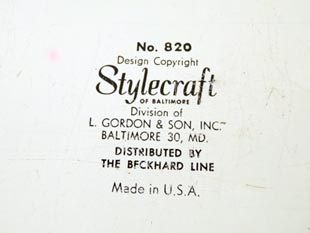 No. 820
Design Copyright
Stylecraft
OF BALTIMORE
Division of
L. GORDON & SON, INC.
BALTIMORE 30, MD.
DISTRIBUTED BY
THE BECKHARD LINE
Made in U.S.A.